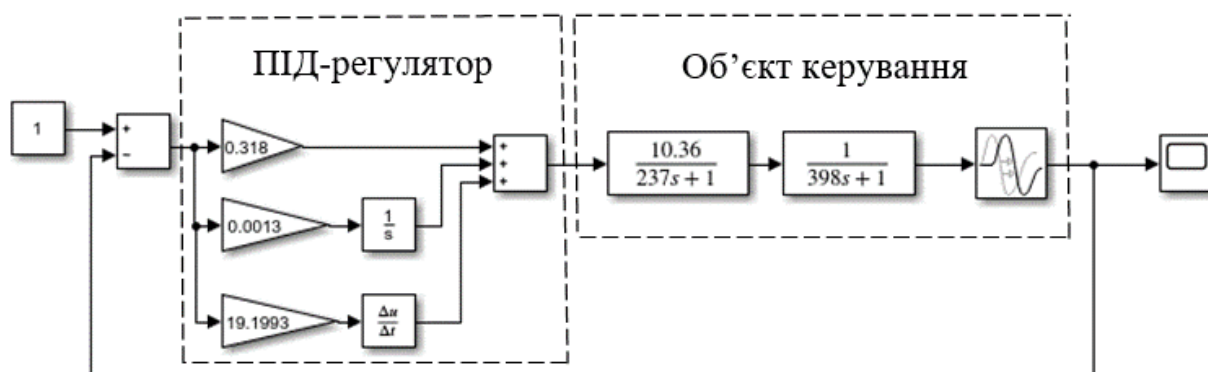 ПІД-регулятор
Об’єкт керування
1
+
−
0.318
+
+
+
10.36
237s + 1
1
398s + 1
0.0013
1
s
19.1993
Δu
Δt